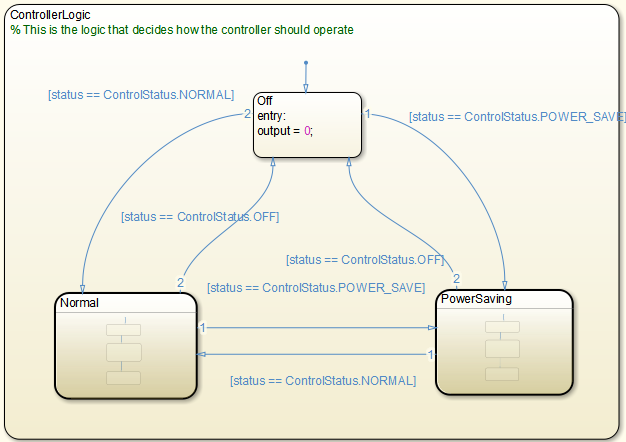 ControllerLogic
% This is the logic that decides how the controller should operate
[status == ControlStatus.NORMAL]
Off
entry:
output = 0;
2
1
[status == ControlStatus.POWER_SAVE]
[status == ControlStatus.OFF]
[status == ControlStatus.OFF]
2
2
[status == ControlStatus.POWER_SAVE]
Normal
PowerSaving
1
1
[status == ControlStatus.NORMAL]